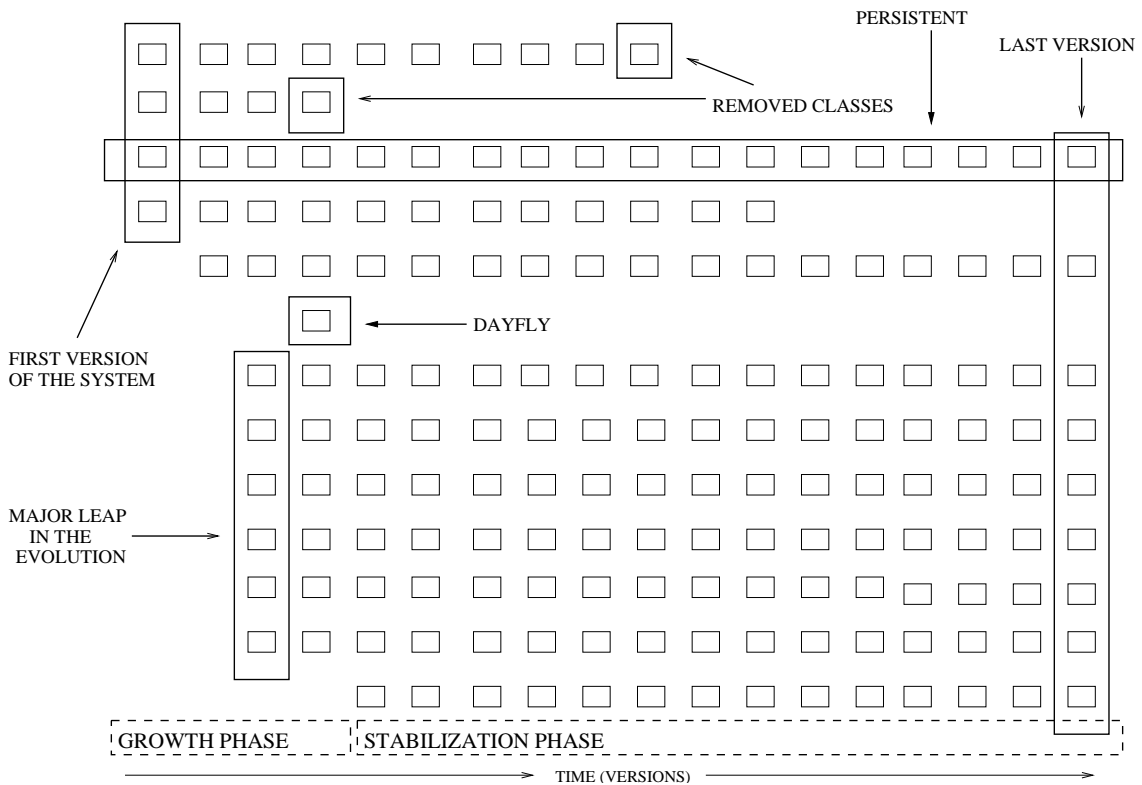 PERSISTENT
LAST VERSION
REMOVED CLASSES
DAYFLY
FIRST VERSION
OF THE SYSTEM
MAJOR LEAP
IN THE
EVOLUTION
GROWTH PHASE
STABILIZATION PHASE
TIME (VERSIONS)